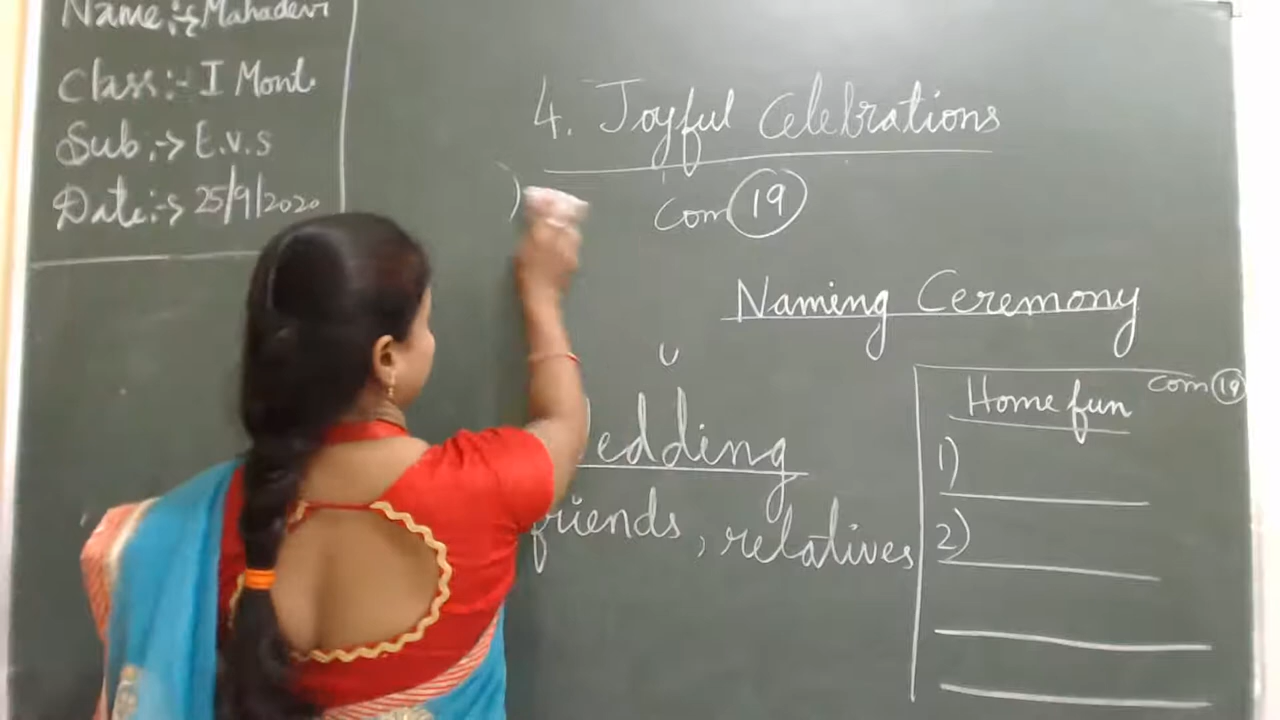 Name :-> Mahadevi
Class :- I Mont.
Sub :-> E.v.s
Date :-> 25/9/2020
4. Joyful Celebrations
com 19
Naming Ceremony
Wedding
friends, relatives
Home fun com 19
1)
2)